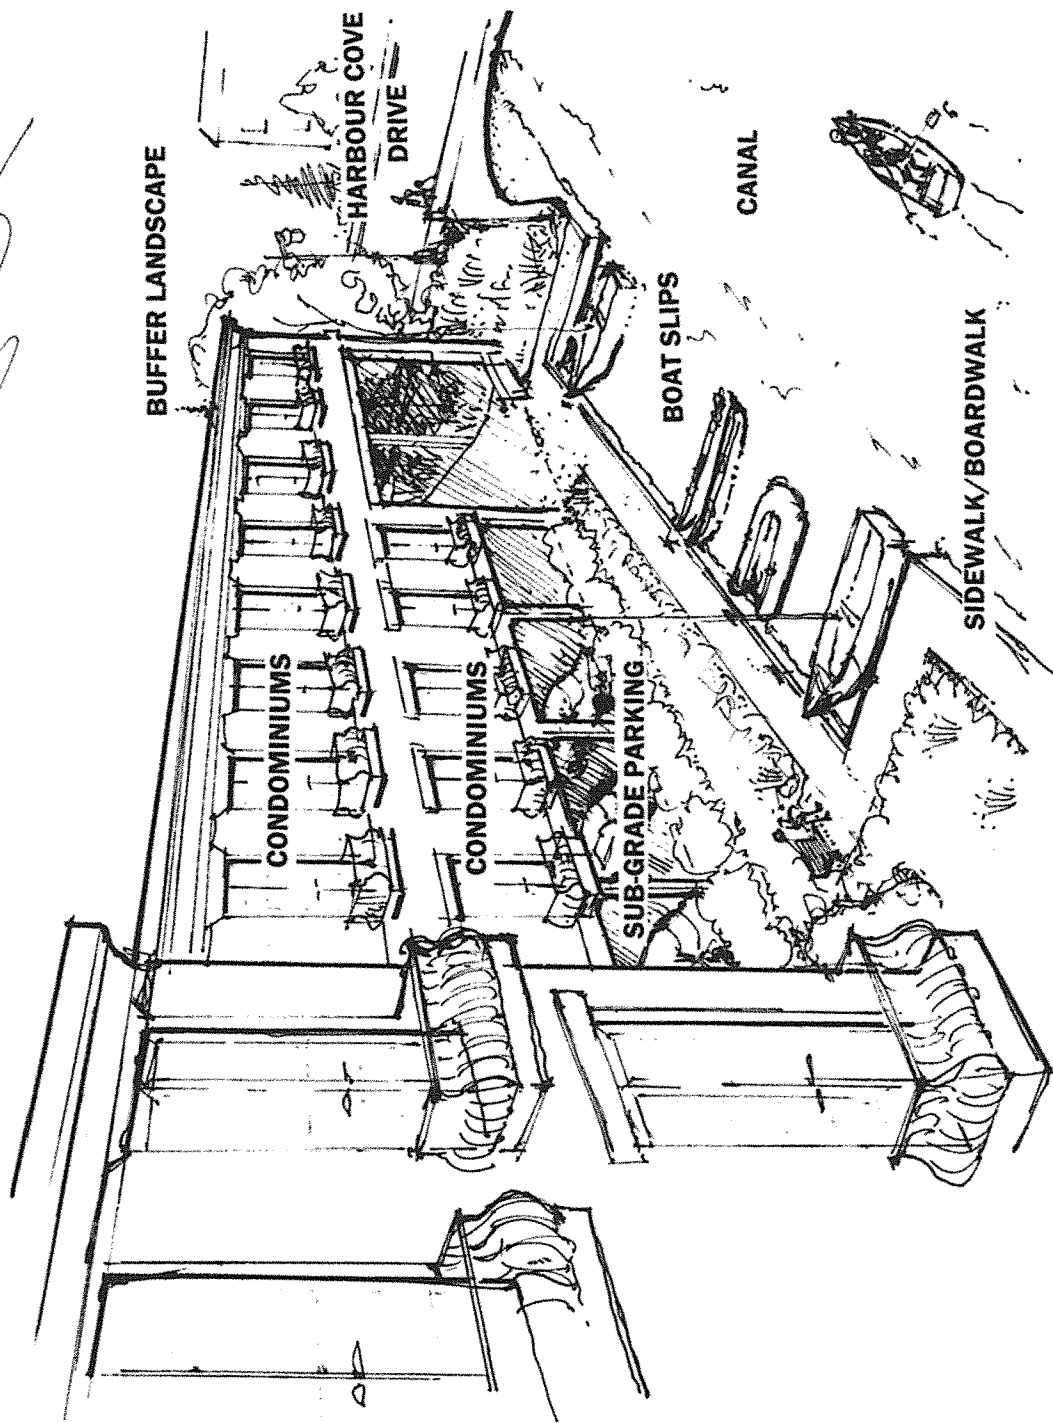 BUFFER LANDSCAPE
HARBOUR COVE
DRIVE
CONDOMINIUMS
CONDOMINIUMS
SUB-GRADE PARKING
BOAT SLIPS
CANAL
SIDEWALK/BOARDWALK